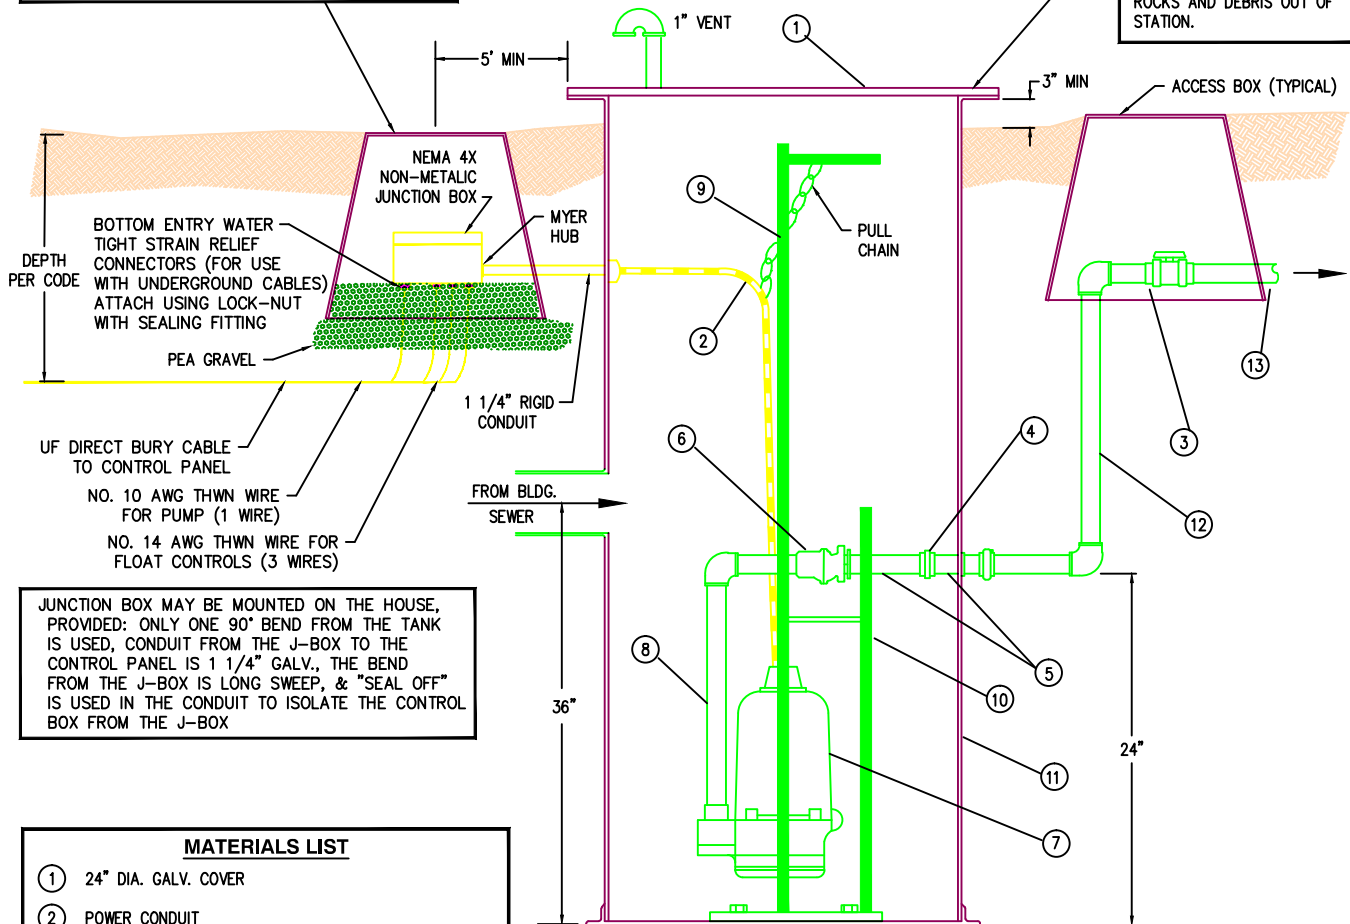 ROCKS AND DEBRIS OUT OF
STATION.
1" VENT
1
5' MIN
3" MIN
ACCESS BOX (TYPICAL)
NEMA 4X
NON-METALIC
JUNCTION BOX
9
MYER
HUB
PULL
CHAIN
BOTTOM ENTRY WATER
TIGHT STRAIN RELIEF
CONNECTORS (FOR USE
WITH UNDERGROUND CABLES)
ATTACH USING LOCK-NUT
WITH SEALING FITTING
DEPTH
PER CODE
PEA GRAVEL
2
13
1 1/4" RIGID
CONDUIT
6
4
3
UF DIRECT BURY CABLE
TO CONTROL PANEL
NO. 10 AWG THWN WIRE
FOR PUMP (1 WIRE)
NO. 14 AWG THWN WIRE FOR
FLOAT CONTROLS (3 WIRES)
FROM BLDG.
SEWER
12
JUNCTION BOX MAY BE MOUNTED ON THE HOUSE,
PROVIDED: ONLY ONE 90° BEND FROM THE TANK
IS USED, CONDUIT FROM THE J-BOX TO THE
CONTROL PANEL IS 1 1/4" GALV., THE BEND
FROM THE J-BOX IS LONG SWEEP, & "SEAL OFF"
IS USED IN THE CONDUIT TO ISOLATE THE CONTROL
BOX FROM THE J-BOX
8
5
10
36"
24"
11
7
MATERIALS LIST
1 24" DIA. GALV. COVER
2 POWER CONDUIT